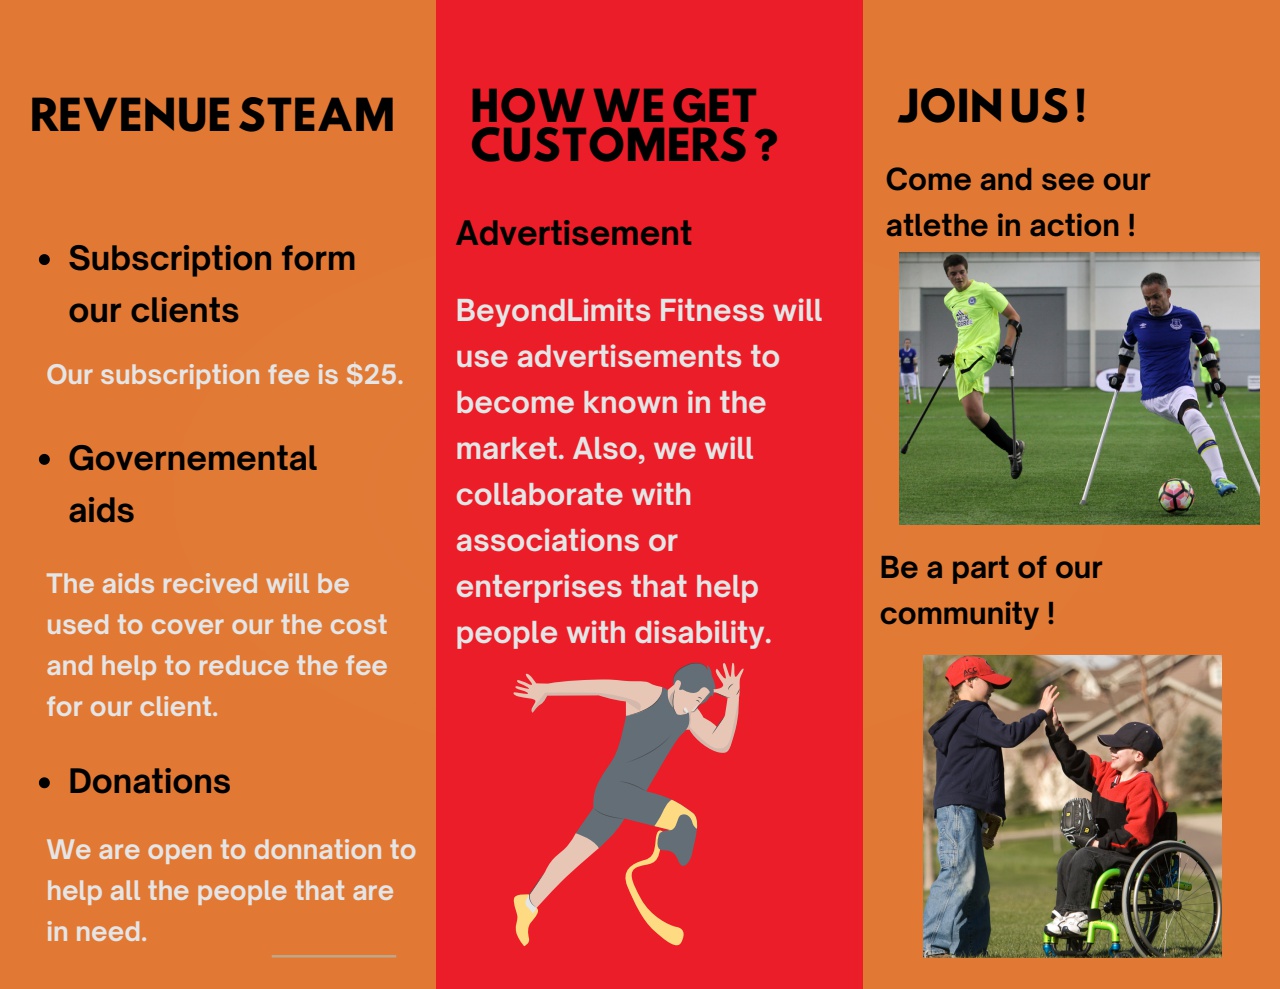 REVENUE STEAM
• Subscription form
our clients
Our subscription fee is $25.
• Governemental
aids
The aids recived will be
used to cover our the cost
and help to reduce the fee
for our client.
• Donations
We are open to donnation to
help all the people that are
in need.
HOW WE GET
CUSTOMERS ?
Advertisement
BeyondLimits Fitness will
use advertisements to
become known in the
market. Also, we will
collaborate with
associations or
enterprises that help
people with disability.
JOIN US !
Come and see our
atlethe in action !
Be a part of our
community !